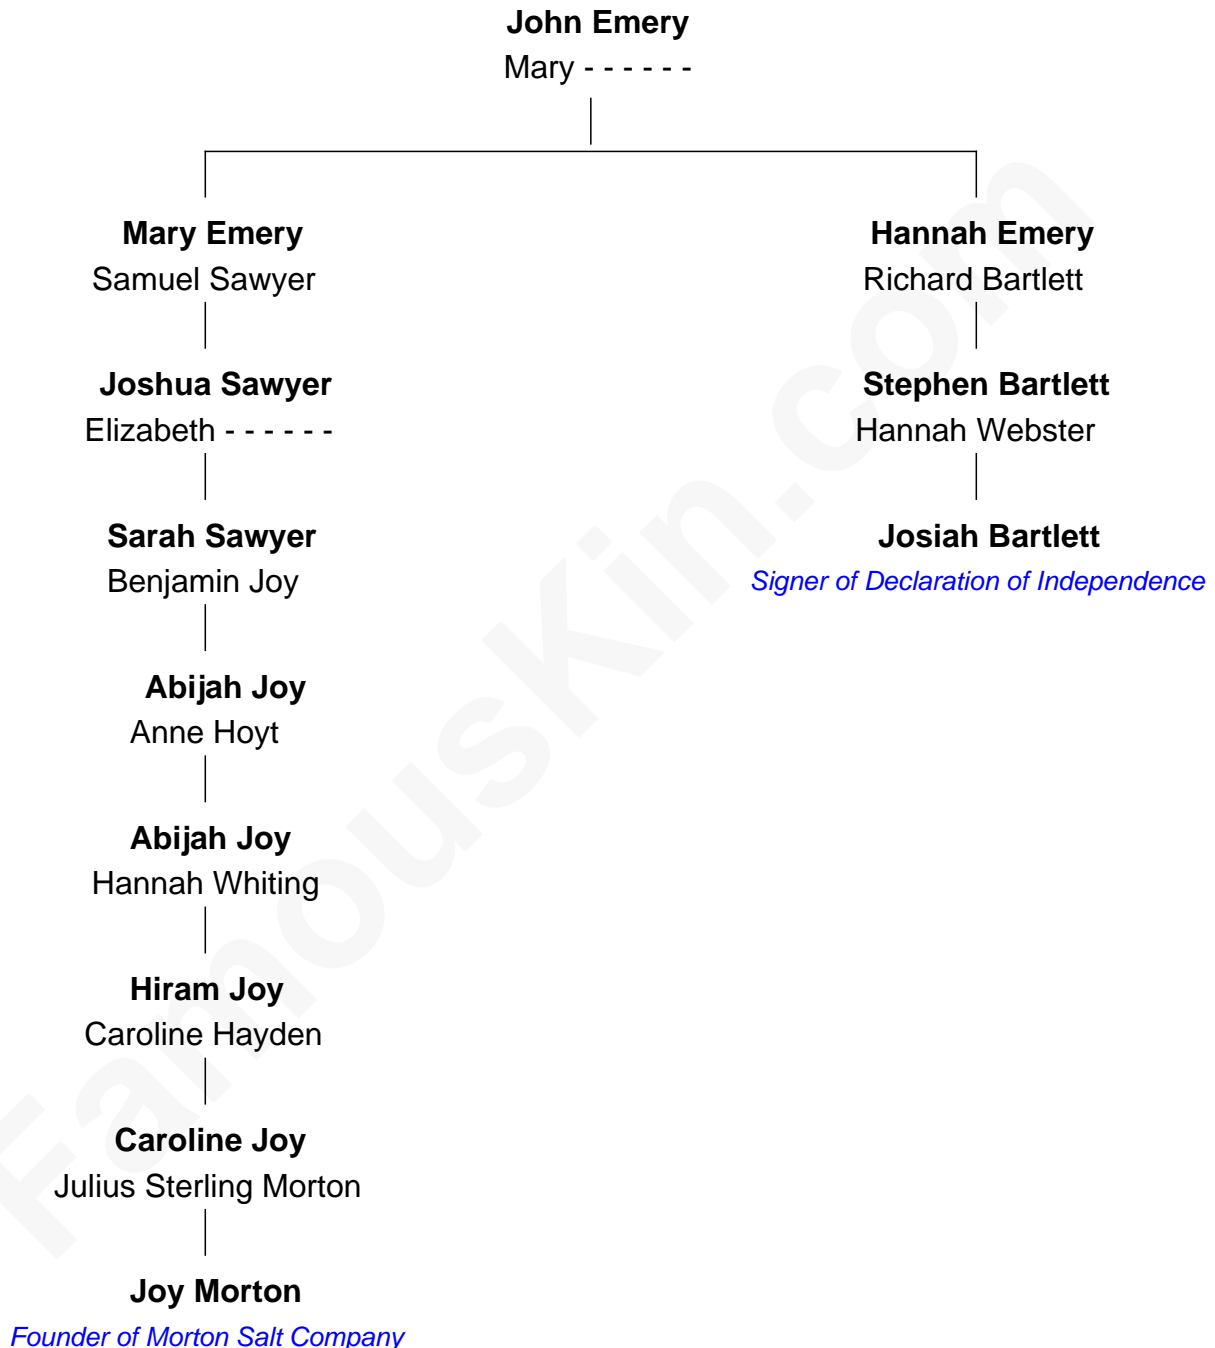 John Emery
Mary - - - - - -
Mary Emery
Samuel Sawyer
Hannah Emery
Richard Bartlett
Joshua Sawyer
Elizabeth - - - - - -
Stephen Bartlett
Hannah Webster
Sarah Sawyer
Benjamin Joy
Josiah Bartlett
Signer of Declaration of Independence
Abijah Joy
Anne Hoyt
Abijah Joy
Hannah Whiting
Hiram Joy
Caroline Hayden
Caroline Joy
Julius Sterling Morton
Joy Morton
Founder of Morton Salt Company
FamousKin.com